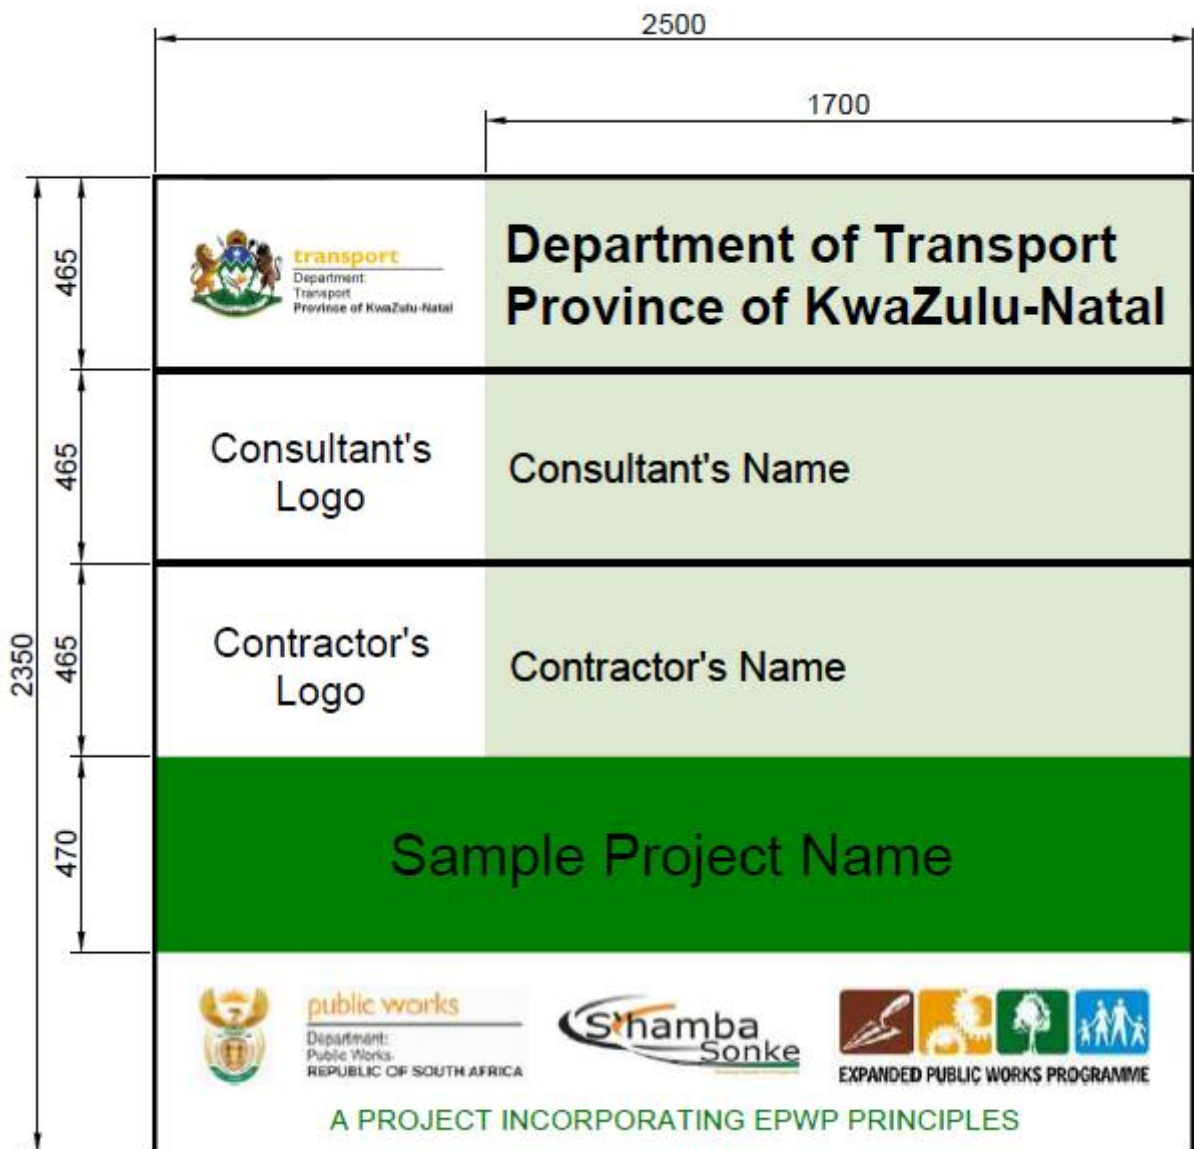 2500
1700
465
transport
Department:
Transport
Province of KwaZulu-Natal
Department of Transport
Province of KwaZulu-Natal
465
Consultant's
Logo
Consultant's Name
2350
465
Contractor's
Logo
Contractor's Name
470
Sample Project Name
public works
Department:
Public Works
REPUBLIC OF SOUTH AFRICA
S'hamba
Sonke
EXPANDED PUBLIC WORKS PROGRAMME
A PROJECT INCORPORATING EPWP PRINCIPLES